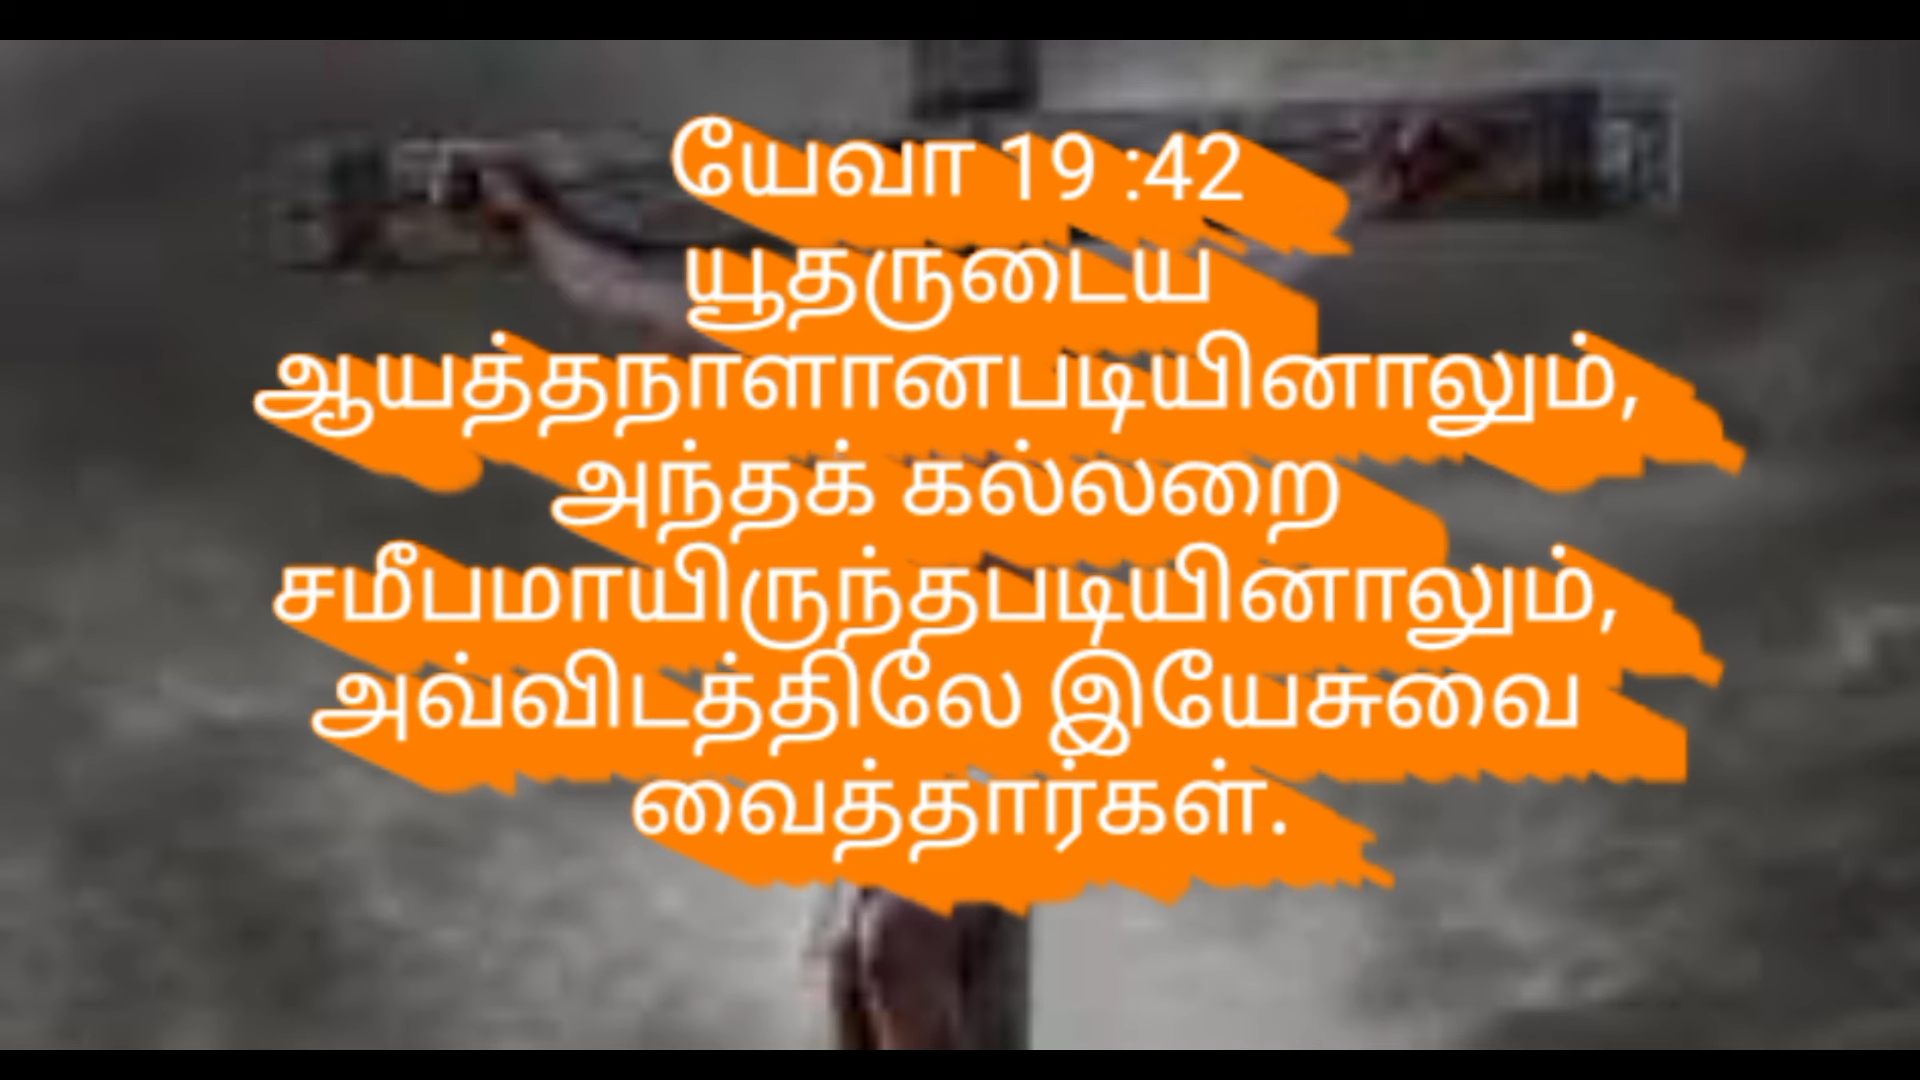 யேவா 19 :42
யூதருடைய
ஆயத்தநாளானபடியினாலும்,
அந்தக் கல்லறை
சமீபமாயிருந்தபடியினாலும்,
அவ்விடத்திலே இயேசுவை
வைத்தார்கள்.